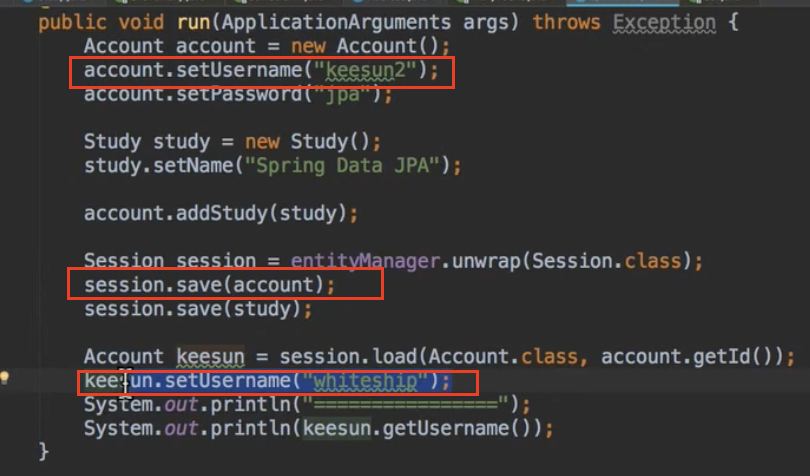 public void run(ApplicationArguments args) throws Exception {
Account account = new Account();
account.setUsername("keesun2");
account.setPassword("jpa");
Study study = new Study();
study.setName("Spring Data JPA");
account.addStudy(study);
Session session = entityManager.unwrap(Session.class);
session.save(account);
session.save(study);
Account keesun = session.load(Account.class, account.getId());
keesun.setUsername("whiteship");
System.out.println("================");
System.out.println(keesun.getUsername());
}